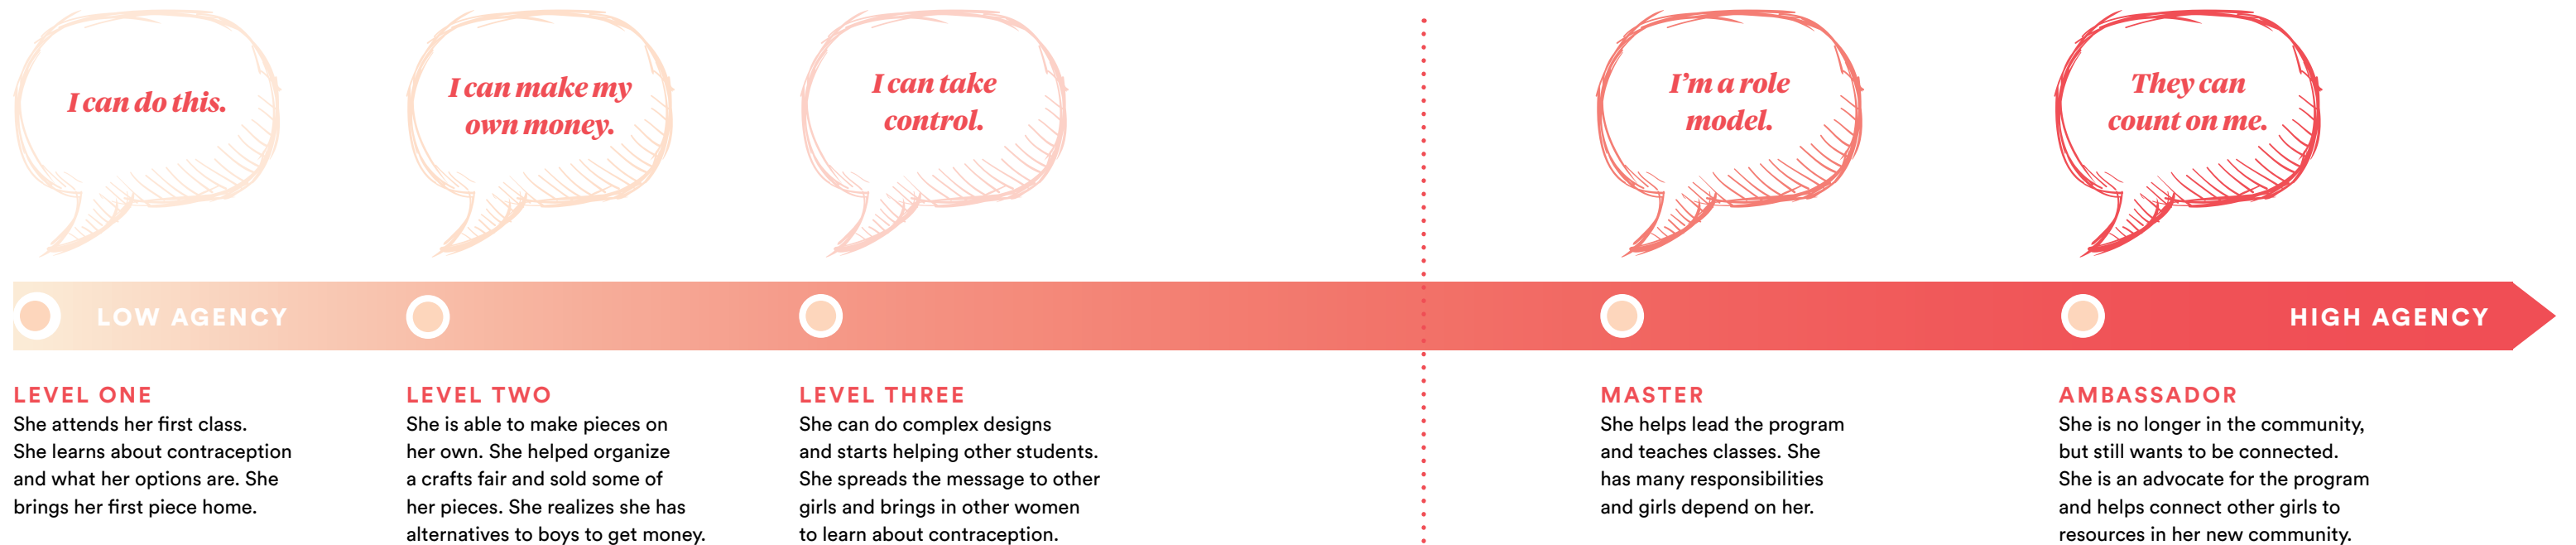 I can do this.
I can make my
own money.
I can take
control.
I’m a role
model.
They can
count on me.
LOW AGENCY
HIGH AGENCY
LEVEL ONE
She attends her first class.
She learns about contraception
and what her options are. She
brings her first piece home.
LEVEL TWO
She is able to make pieces on
her own. She helped organize
a crafts fair and sold some of
her pieces. She realizes she has
alternatives to boys to get money.
LEVEL THREE
She can do complex designs
and starts helping other students.
She spreads the message to other
girls and brings in other women
to learn about contraception.
MASTER
She helps lead the program
and teaches classes. She
has many responsibilities
and girls depend on her.
AMBASSADOR
She is no longer in the community,
but still wants to be connected.
She is an advocate for the program
and helps connect other girls to
resources in her new community.